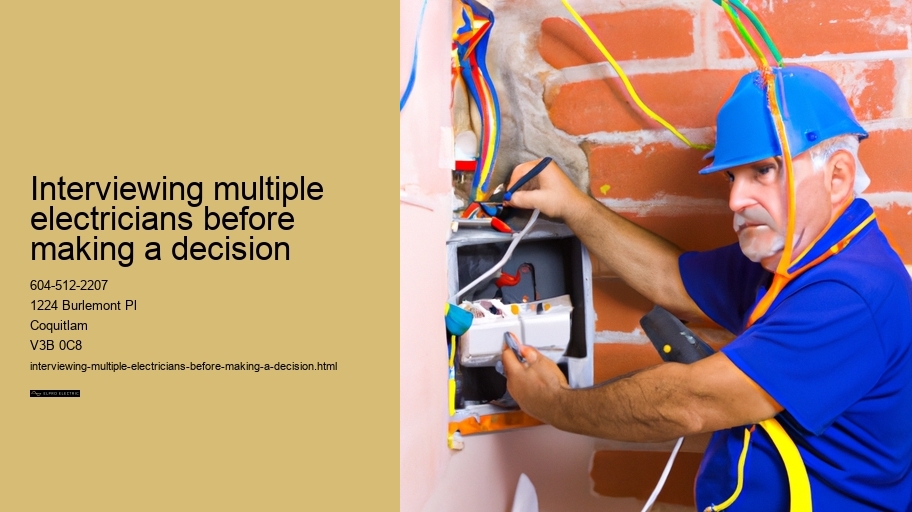 Interviewing multiple
electricians before
making a decision
604-512-2207
1224 Burlemont Pl
Coquitlam
V3B 0C8
interviewing-multiple-electricians-before-making-a-decision.html